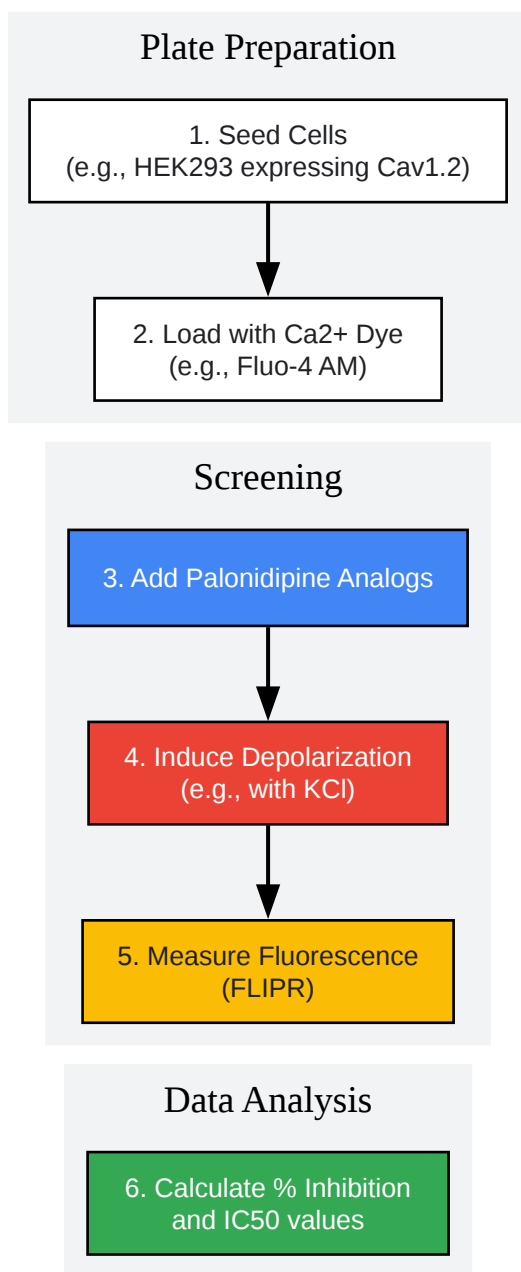 Plate Preparation
1. Seed Cells
(e.g., HEK293 expressing Cav1.2)
2. Load with Ca2+ Dye
(e.g., Fluo-4 AM)
Screening
3. Add Palonidipine Analogs
4. Induce Depolarization
(e.g., with KCl)
5. Measure Fluorescence
(FLIPR)
Data Analysis
6. Calculate % Inhibition
and IC50 values